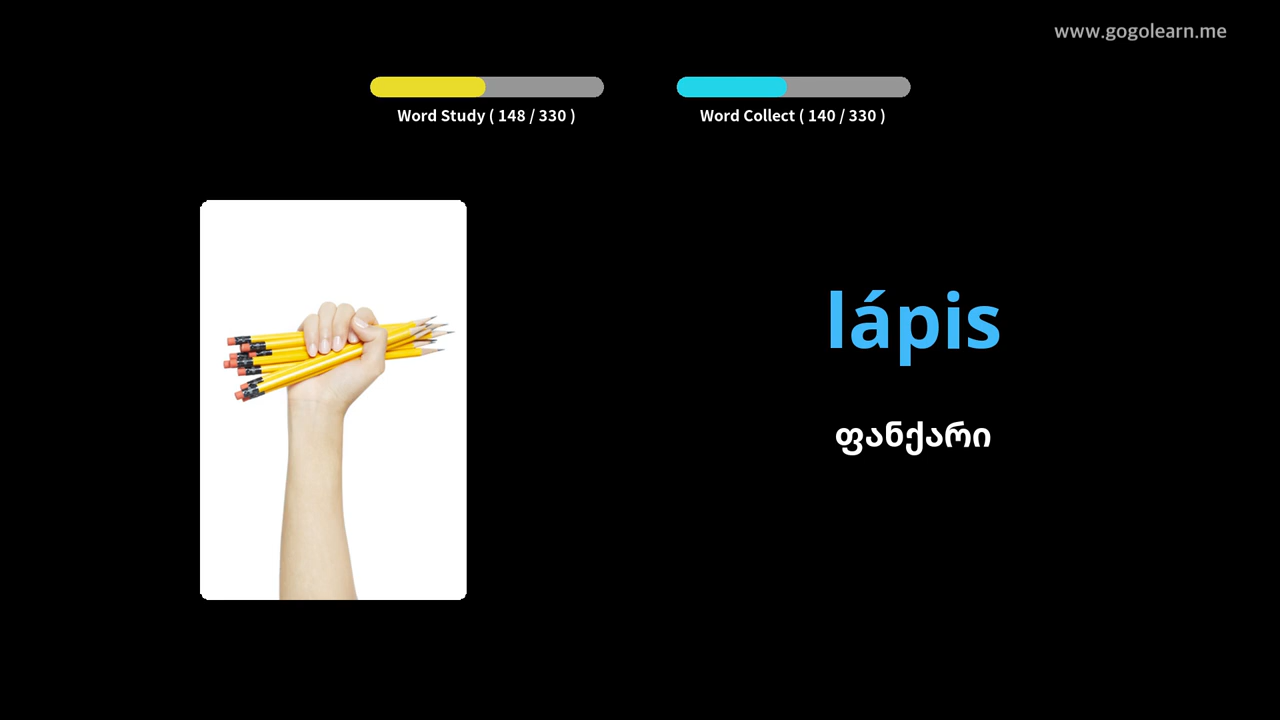 www.gogolearn.me
Word Study ( 148 / 330 )
Word Collect ( 140 / 330 )
lápis
ფანქარი